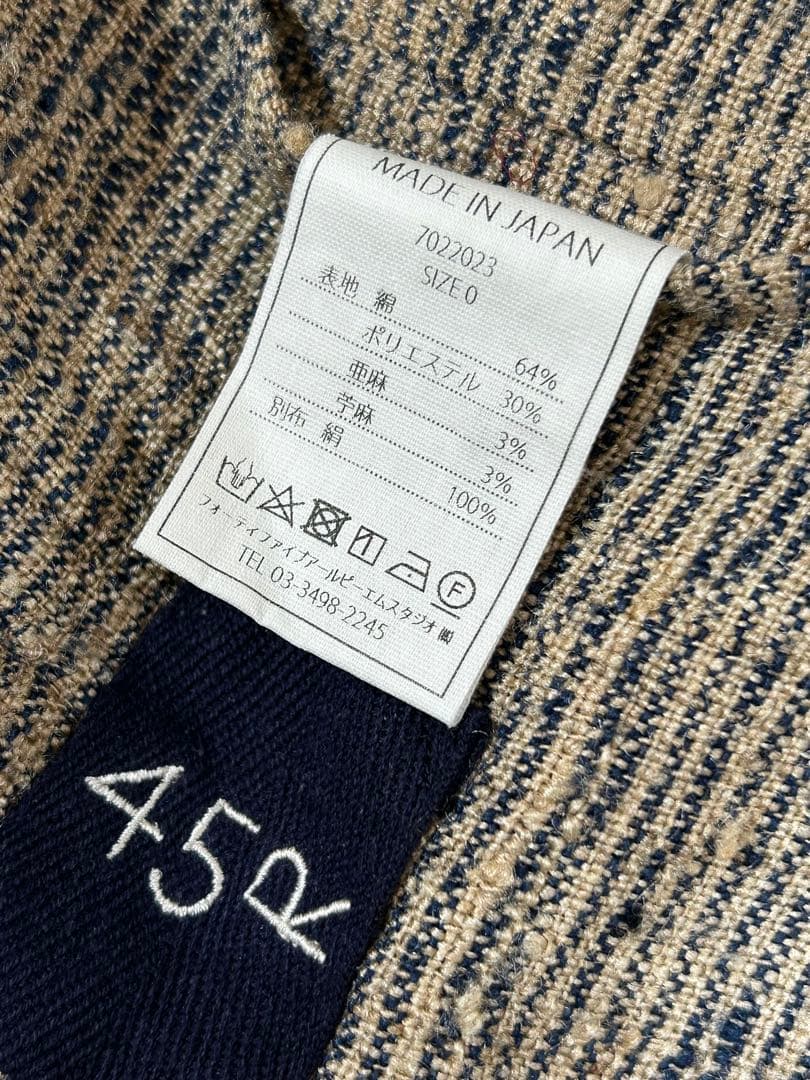 MADE IN JAPAN
7022023
SIZE 0
表地 綿 64%
ポリエステル 30%
亜麻 3%
苧麻 3%
別布 絹 100%
F
フォーティファイブアールピーエムスタジオ ㈱
TEL 03-3498-2245
45R